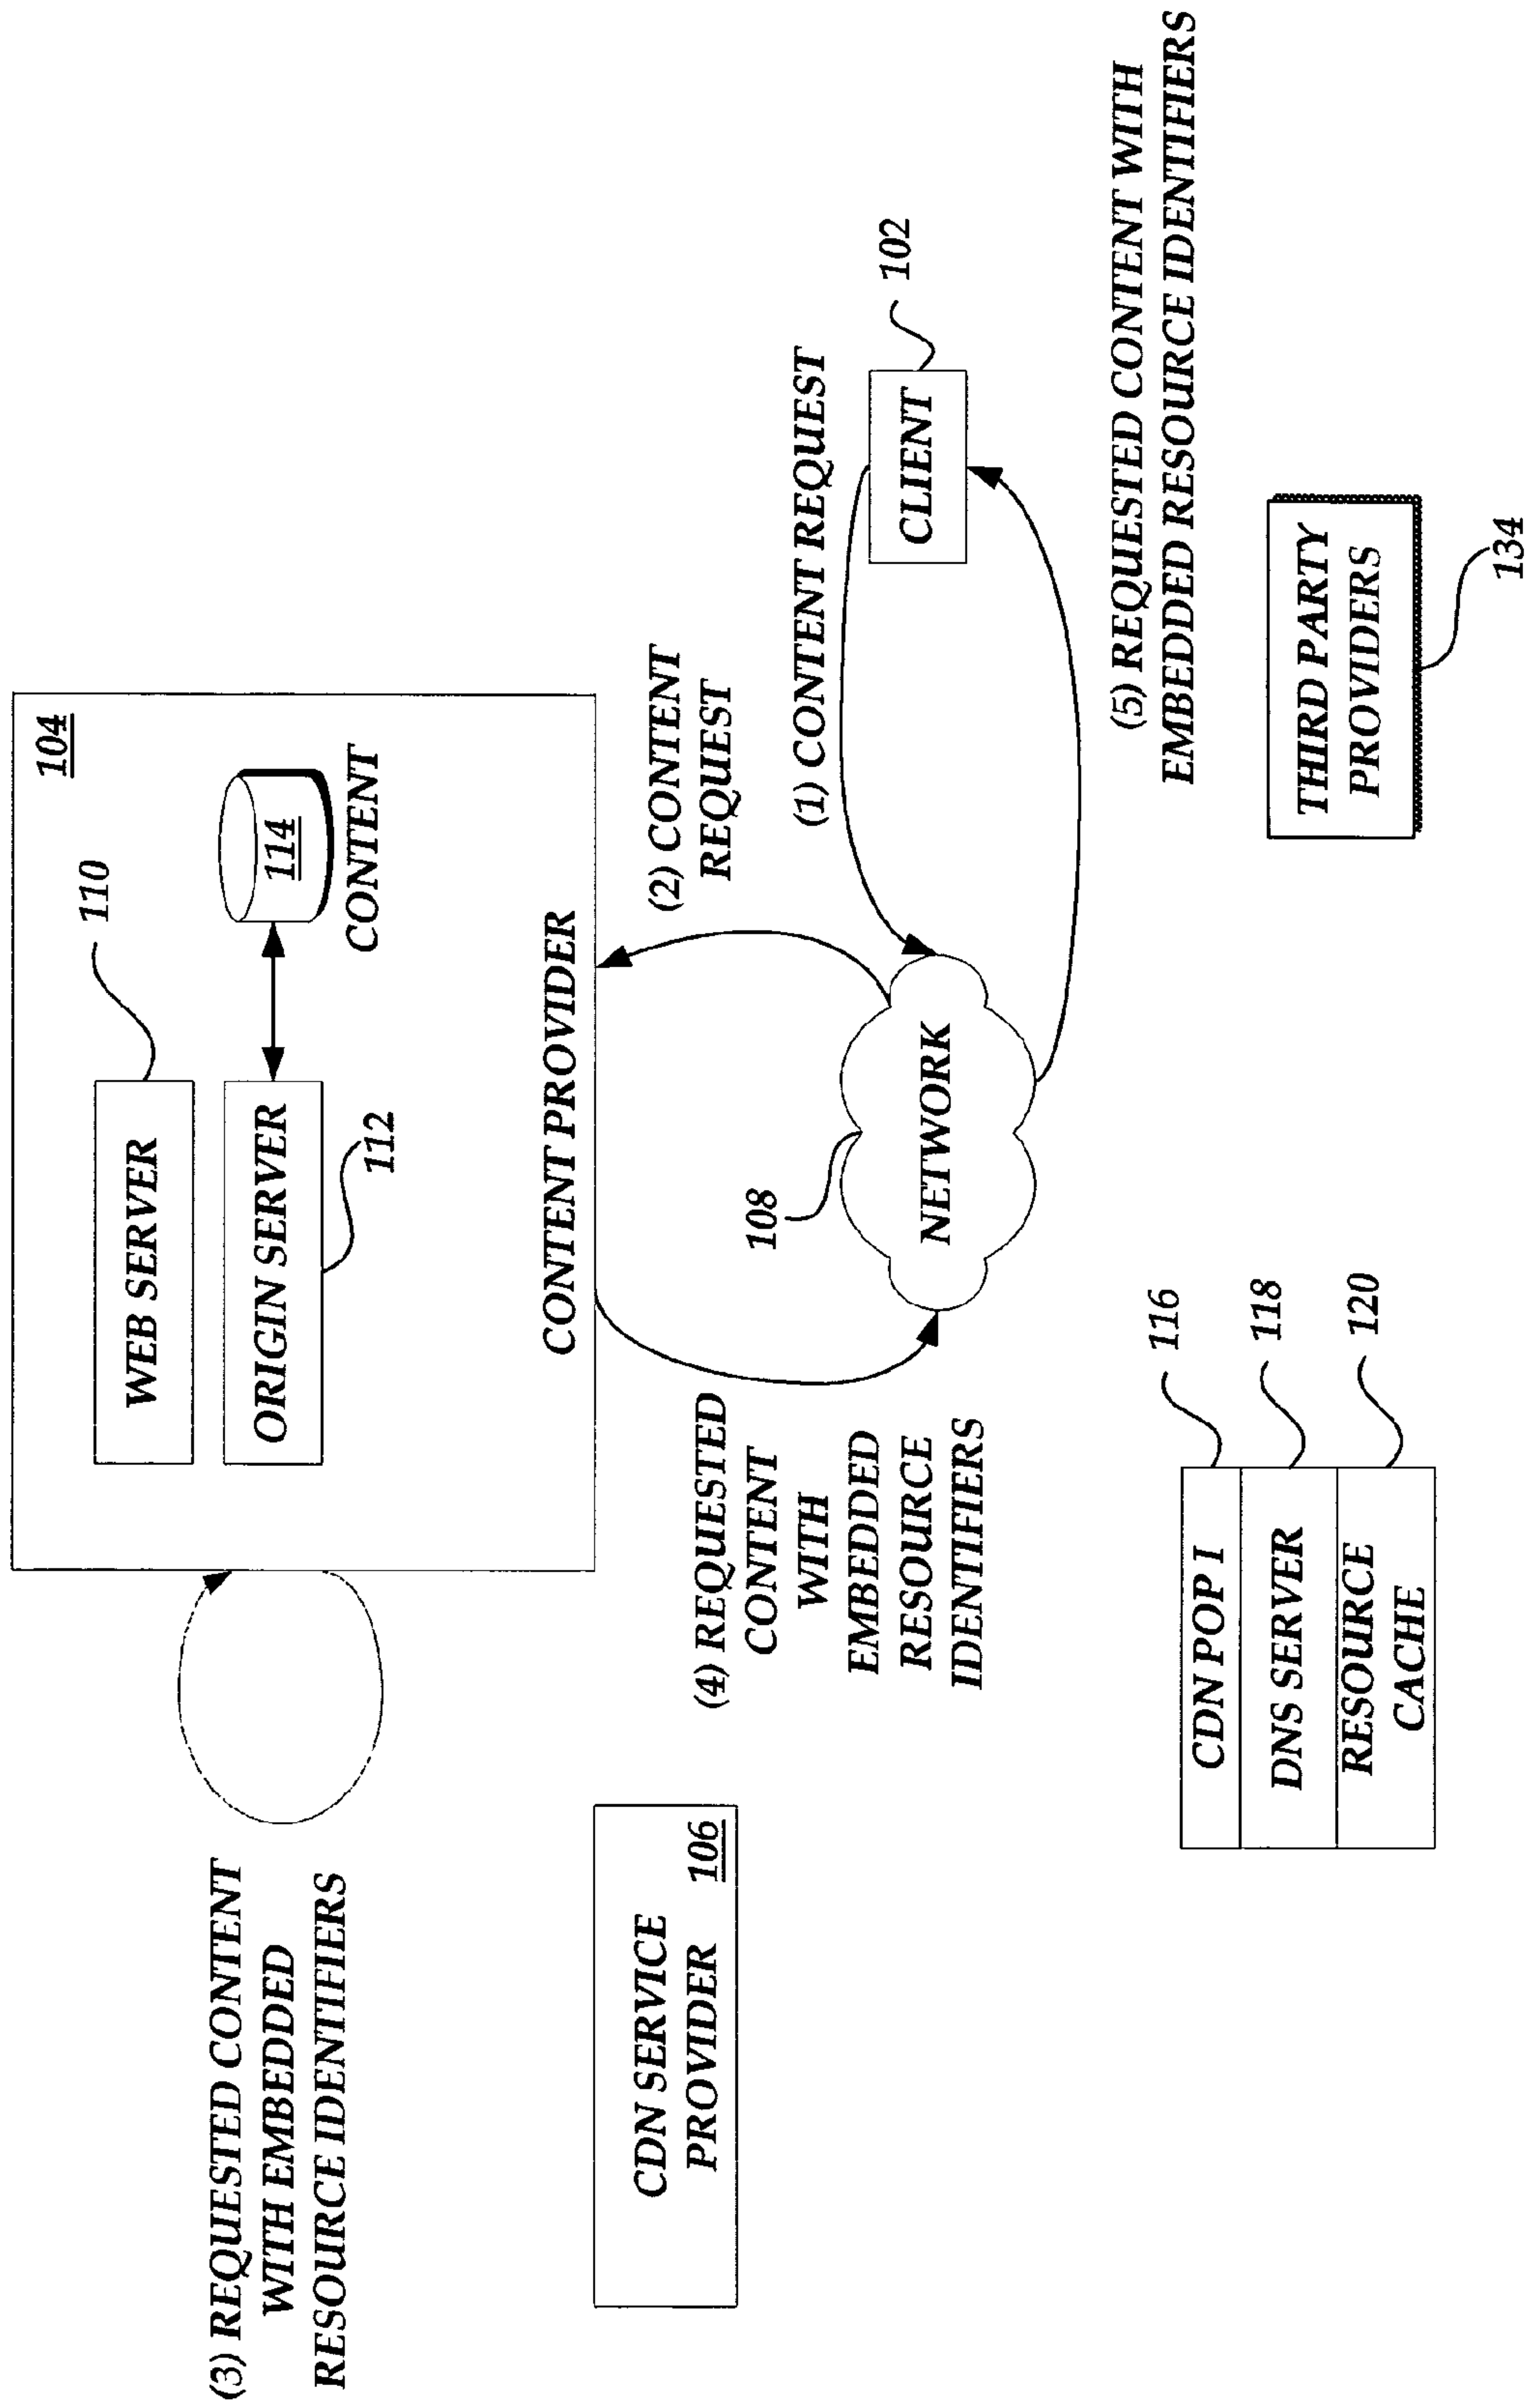 (3) REQUESTED CONTENT
WITH EMBEDDED
RESOURCE IDENTIFIERS
104
WEB SERVER
110
ORIGIN SERVER
112
114
CONTENT
CONTENT PROVIDER
CDN SERVICE
PROVIDER
106
(4) REQUESTED
CONTENT
WITH
EMBEDDED
RESOURCE
IDENTIFIERS
(2) CONTENT
REQUEST
108
NETWORK
(1) CONTENT REQUEST
CLIENT
102
(5) REQUESTED CONTENT WITH
EMBEDDED RESOURCE IDENTIFIERS
CDN POP 1
116
DNS SERVER
118
RESOURCE
CACHE
120
THIRD PARTY
PROVIDERS
134